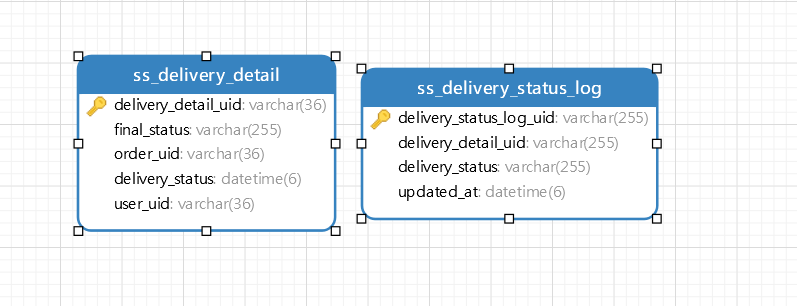 ss_delivery_detail
delivery_detail_uid: varchar(36)
final_status: varchar(255)
order_uid: varchar(36)
delivery_status: datetime(6)
user_uid: varchar(36)
ss_delivery_status_log
delivery_status_log_uid: varchar(255)
delivery_detail_uid: varchar(255)
delivery_status: varchar(255)
updated_at: datetime(6)